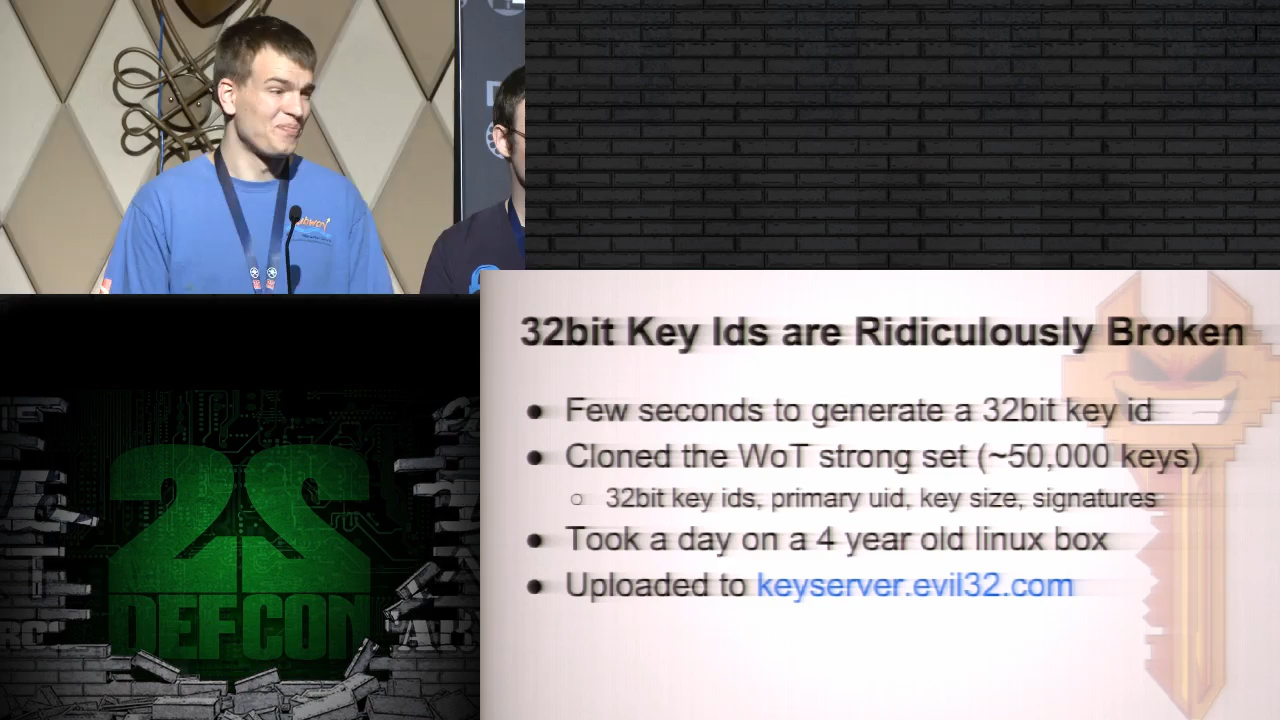 32bit Key Ids are Ridiculously Broken
● Few seconds to generate a 32bit key id
● Cloned the WoT strong set (~50,000 keys)
○ 32bit key ids, primary uid, key size, signatures
● Took a day on a 4 year old linux box
● Uploaded to keyserver.evil32.com
22
DEFCON